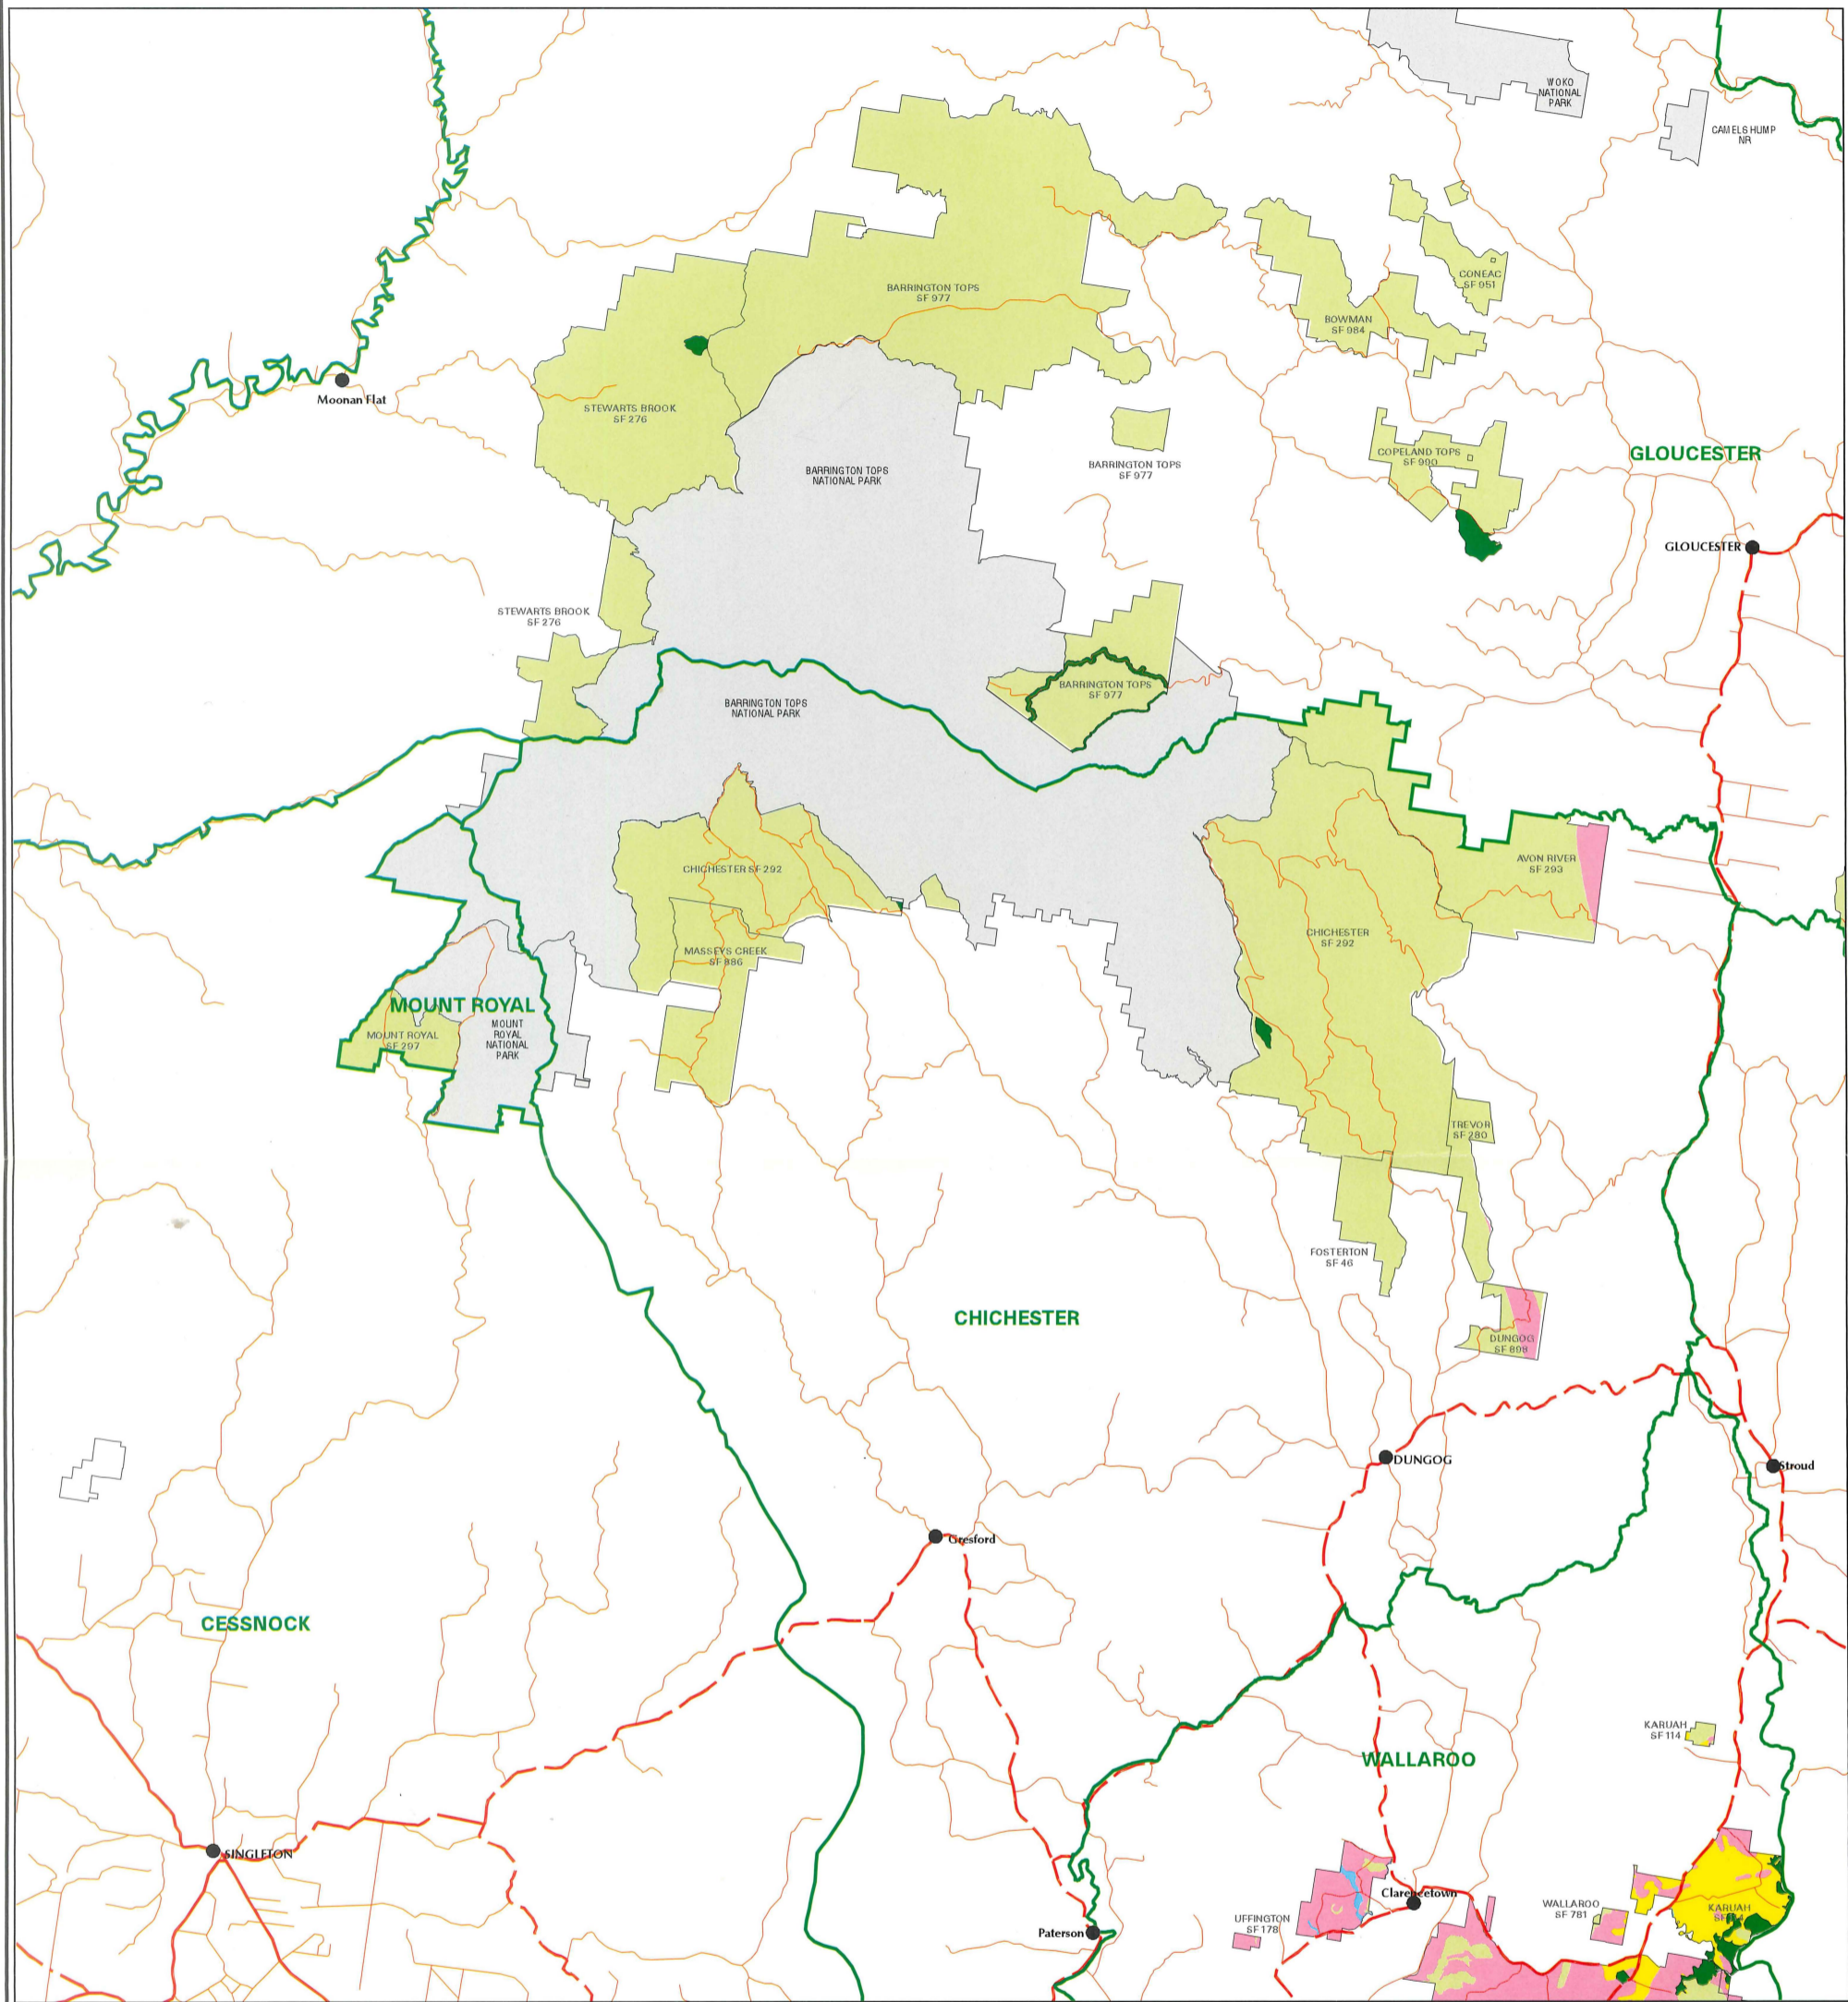 WOKO
NATIONAL
PARK
CAMELS HUMP
NR
BARRINGTON TOPS
SF 977
CONEAC
SF 951
BOWMAN
SF 984
Moonan Flat
STEWARTS BROOK
SF 276
BARRINGTON TOPS
NATIONAL PARK
BARRINGTON TOPS
SF 977
COPELAND TOPS
SF 990
GLOUCESTER
GLOUCESTER
STEWARTS BROOK
SF 276
BARRINGTON TOPS
SF 977
BARRINGTON TOPS
NATIONAL PARK
CHICHESTER SF 292
AVON RIVER
SF 293
CHICHESTER
SF 292
MASSEYS CREEK
SF 886
MOUNT ROYAL
MOUNT ROYAL
SF 297
MOUNT
ROYAL
NATIONAL
PARK
TREVOR
SF 280
FOSTERTON
SF 46
CHICHESTER
DUNGOG
SF 898
DUNGOG
Stroud
Gresford
CESSNOCK
KARUAH
SF 114
WALLAROO
SINGLETON
Clarencetown
WALLAROO
SF 781
KARUAH
UFFINGTON
SF 178
Paterson